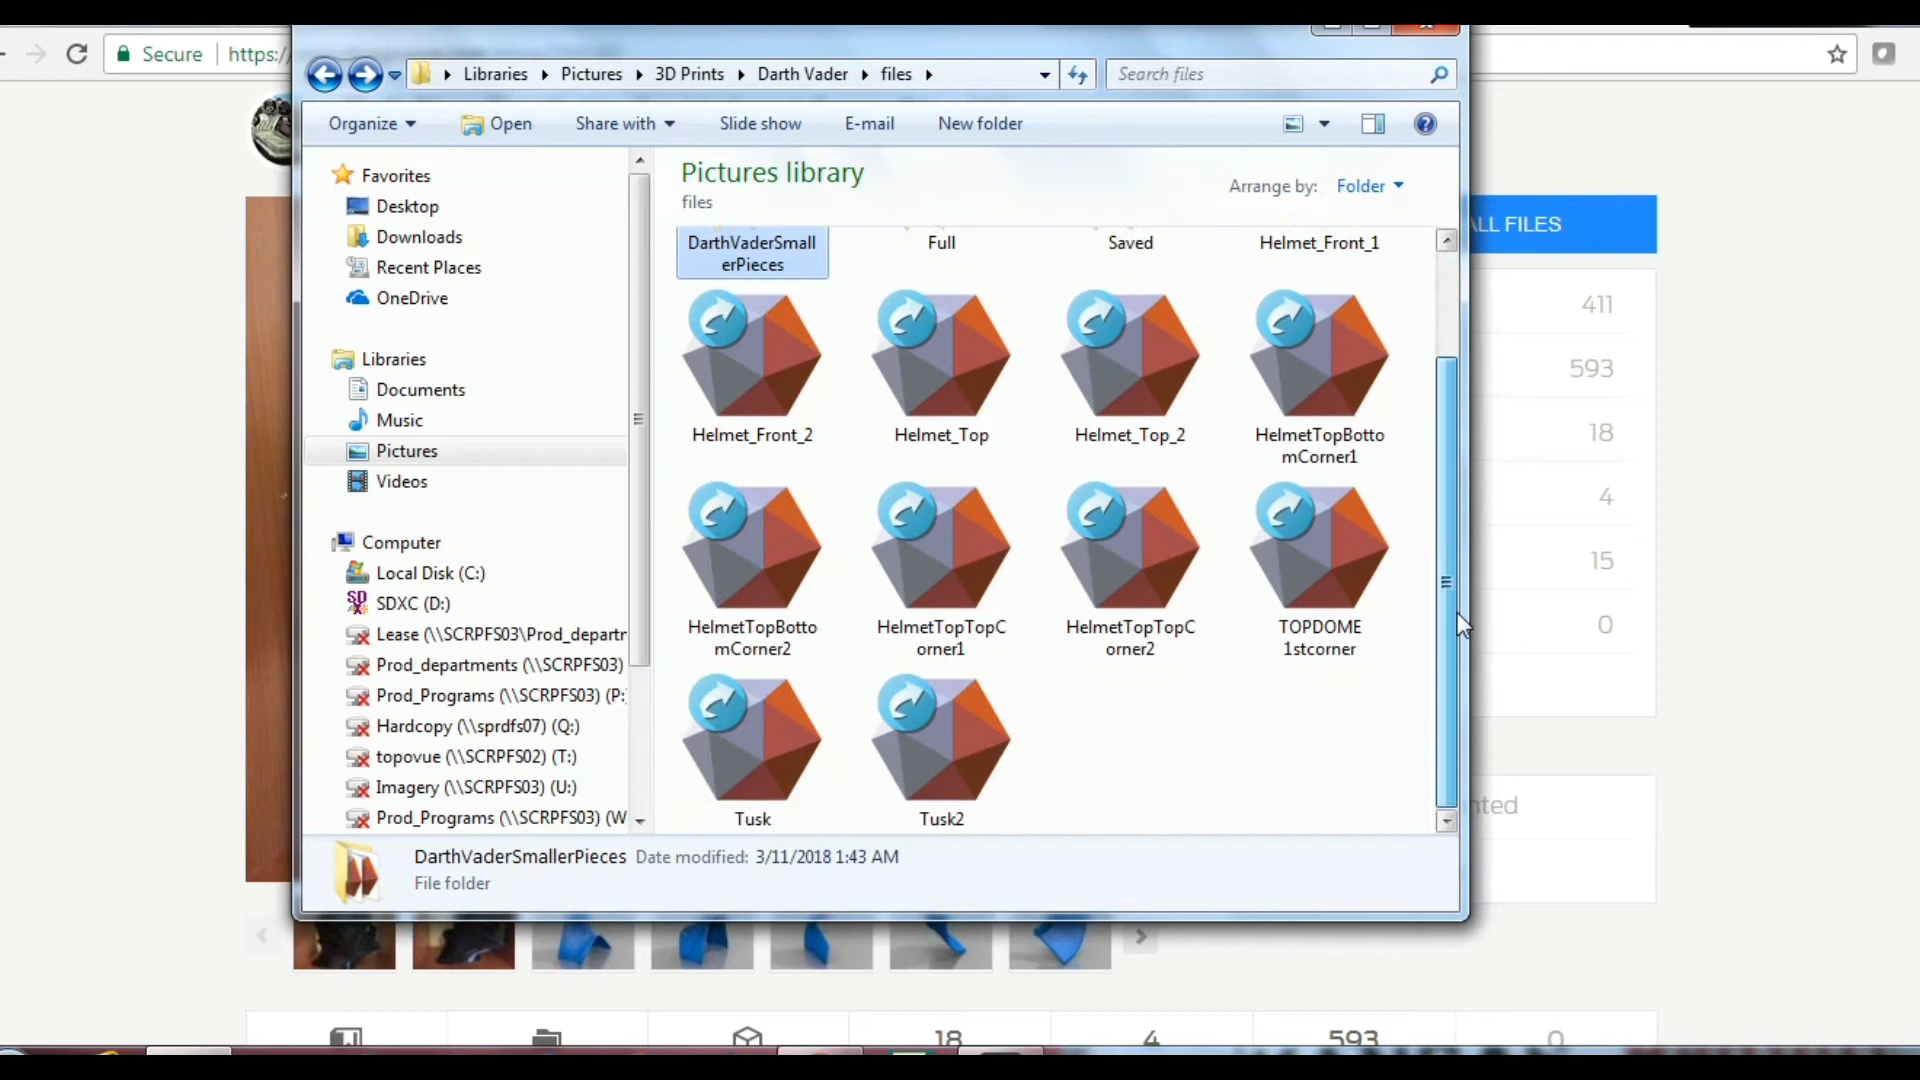 Secure
https:/
Libraries
Pictures
3D Prints
Darth Vader
files
Search files
Organize
Open
Share with
Slide show
E-mail
New folder
Favorites
Desktop
Downloads
Recent Places
OneDrive
Libraries
Documents
Music
Pictures
Videos
Computer
Local Disk (C:)
SDXC (D:)
Lease (\\SCRPFS03\Prod_departr
Prod_departments (\\SCRPFS03)
Prod_Programs (\\SCRPFS03) (P:
Hardcopy (\\sprdfs07) (Q:)
topovue (\\SCRPFS02) (T:)
Imagery (\\SCRPFS03) (U:)
Prod_Programs (\\SCRPFS03) (W
Pictures library
files
Arrange by:
Folder
DarthVaderSmall
erPieces
Full
Saved
Helmet_Front_1
Helmet_Front_2
Helmet_Top
Helmet_Top_2
HelmetTopBotto
mCorner1
HelmetTopBotto
mCorner2
HelmetTopTopC
orner1
HelmetTopTopC
orner2
TOPDOME
1stcorner
Tusk
Tusk2
DarthVaderSmallerPieces
Date modified: 3/11/2018 1:43 AM
File folder
ALL FILES
411
593
18
4
15
0
nted
18
4
593
0